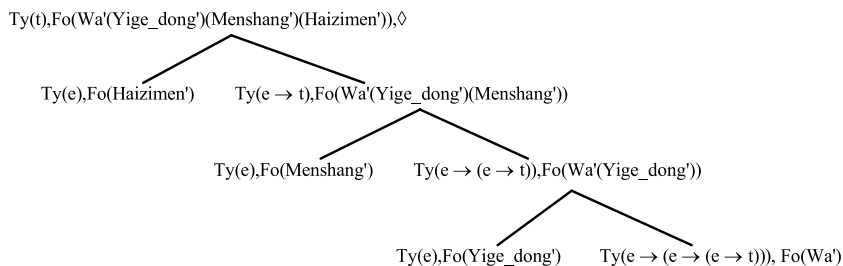 Ty(t),Fo(Wa'(Yige_dong')(Menshang')(Haizimen')),◊
Ty(e),Fo(Haizimen') Ty(e → t),Fo(Wa'(Yige_dong')(Menshang'))
Ty(e),Fo(Menshang') Ty(e → (e → t)),Fo(Wa'(Yige_dong'))
Ty(e),Fo(Yige_dong') Ty(e → (e → (e → t))), Fo(Wa')